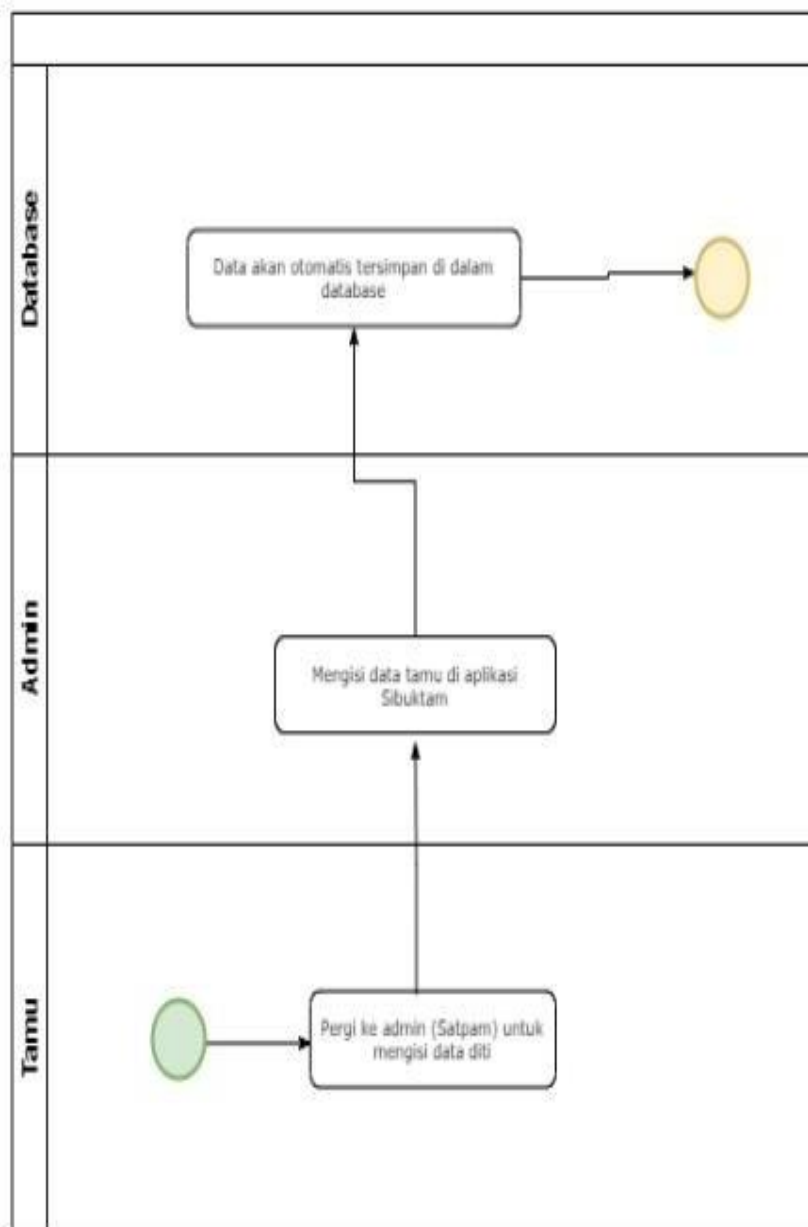 Database
Data akan otomatis tersimpan di dalam
database
Admin
Mengisi data tamu di aplikasi
Sibuktam
Tamu
Pergi ke admin (Satpam) untuk
mengisi data diti